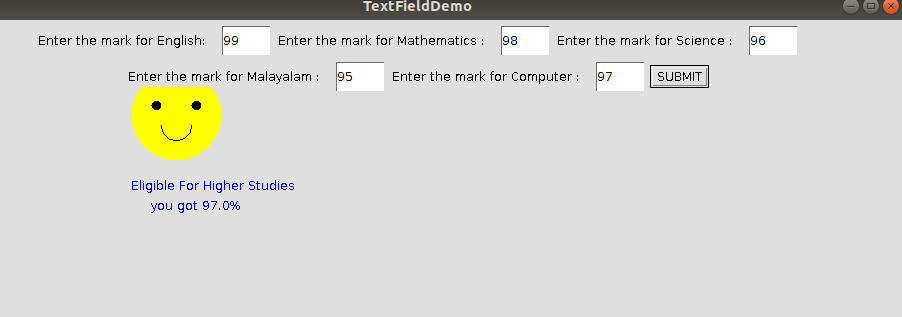 TextFieldDemo
Enter the mark for English: 99 Enter the mark for Mathematics : 98 Enter the mark for Science : 96
Enter the mark for Malayalam : 95 Enter the mark for Computer : 97 SUBMIT
Eligible For Higher Studies
you got 97.0%